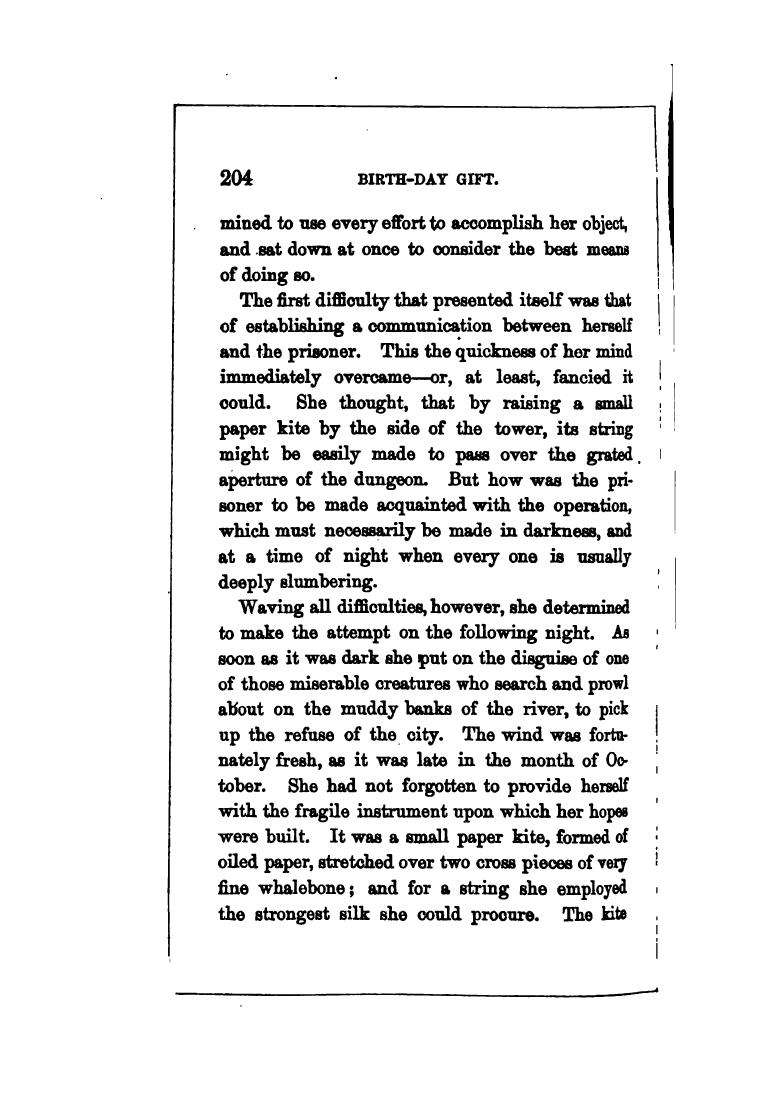 204 BIRTH-DAY GIFT.
mined to use every effort to accomplish her object,
and sat down at once to consider the best means
of doing so.
The first difficulty that presented itself was that
of establishing a communication between herself
and the prisoner. This the quickness of her mind
immediately overcame—or, at least, fancied it
could. She thought, that by raising a small
paper kite by the side of the tower, its string
might be easily made to pass over the grated
aperture of the dungeon. But how was the pri-
soner to be made acquainted with the operation,
which must necessarily be made in darkness, and
at a time of night when every one is usually
deeply slumbering.
Waving all difficulties, however, she determined
to make the attempt on the following night. As
soon as it was dark she put on the disguise of one
of those miserable creatures who search and prowl
about on the muddy banks of the river, to pick
up the refuse of the city. The wind was fortu-
nately fresh, as it was late in the month of Oc-
tober. She had not forgotten to provide herself
with the fragile instrument upon which her hopes
were built. It was a small paper kite, formed of
oiled paper, stretched over two cross pieces of very
fine whalebone; and for a string she employed
the strongest silk she could procure. The kite